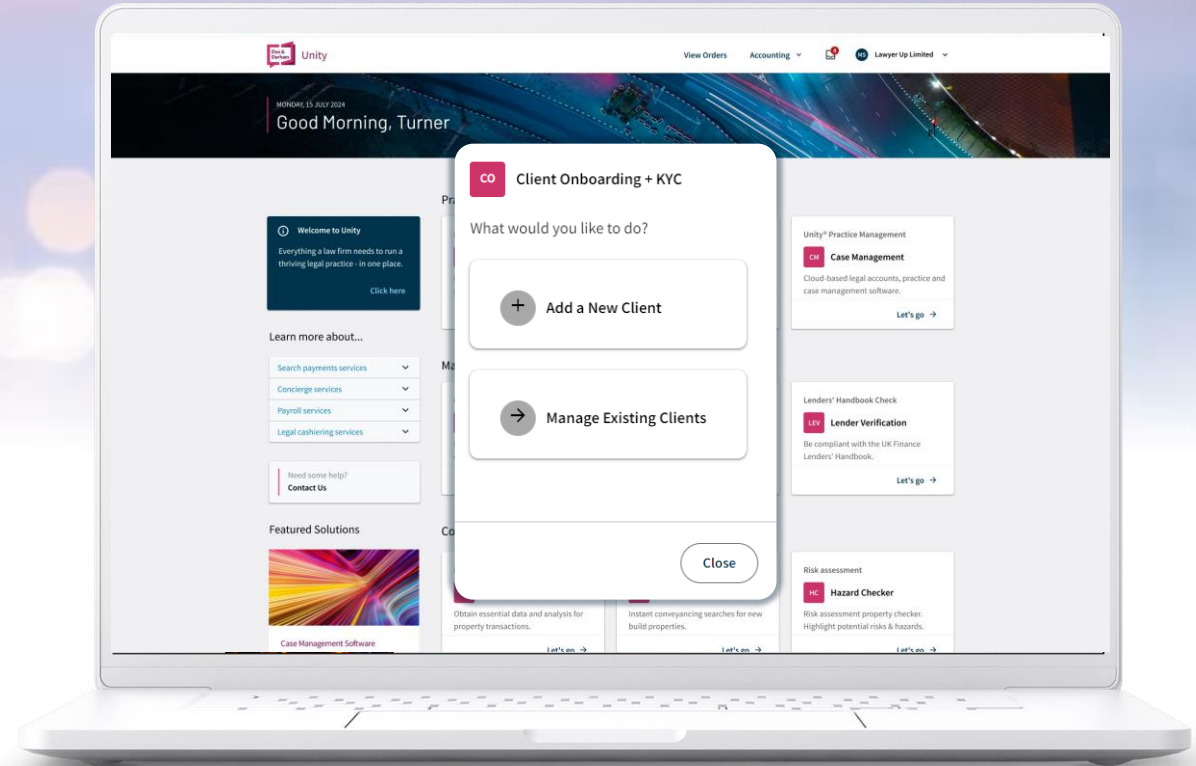 Dye &
Durham
Unity
View Orders
Accounting
4
MS
Lawyer Up Limited
MONDAY, 15 JULY 2024
Good Morning, Turner
CO
Client Onboarding + KYC
What would you like to do?
+
Add a New Client
→
Manage Existing Clients
Close
Welcome to Unity
Everything a law firm needs to run a
thriving legal practice - in one place.
Click here
Learn more about...
Search payments services
Concierge services
Payroll services
Legal cashiering services
Need some help?
Contact Us
Featured Solutions
Case Management Software
Pra
Ma
Co
Obtain essential data and analysis for
property transactions.
Let's go →
Instant conveyancing searches for new
build properties.
Let's go →
Unity® Practice Management
CM
Case Management
Cloud-based legal accounts, practice and
case management software.
Let's go →
Lenders' Handbook Check
LEV
Lender Verification
Be compliant with the UK Finance
Lenders' Handbook.
Let's go →
Risk assessment
HC
Hazard Checker
Risk assessment property checker.
Highlight potential risks & hazards.
Let's go →